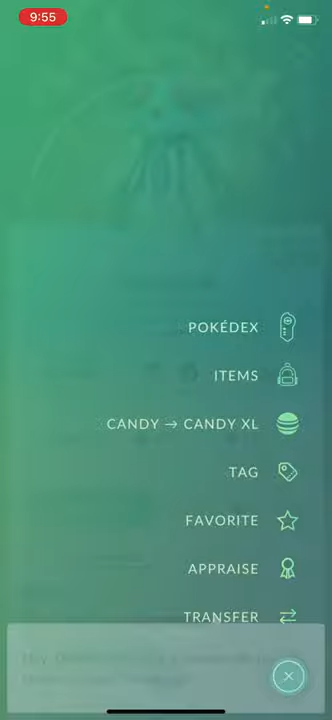 9:55
POKÉDEX
ITEMS
CANDY → CANDY XL
TAG
FAVORITE
APPRAISE
TRANSFER